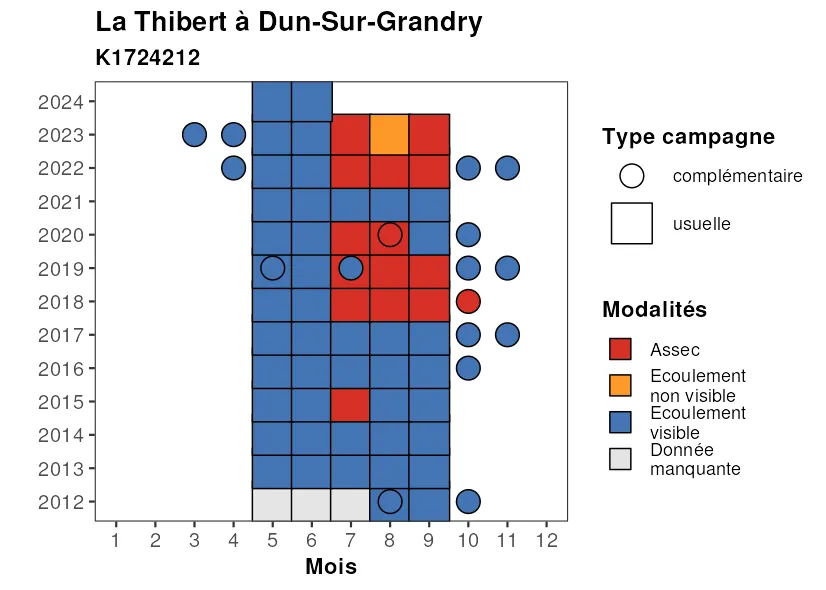 La Thibert à Dun-Sur-Grandry
K1724212
2024
2023
2022
2021
2020
2019
2018
2017
2016
2015
2014
2013
2012
1 2 3 4 5 6 7 8 9 10 11 12
Mois
Type campagne
complémentaire
usuelle
Modalités
Assec
Ecoulement
non visible
Ecoulement
visible
Donnée
manquante